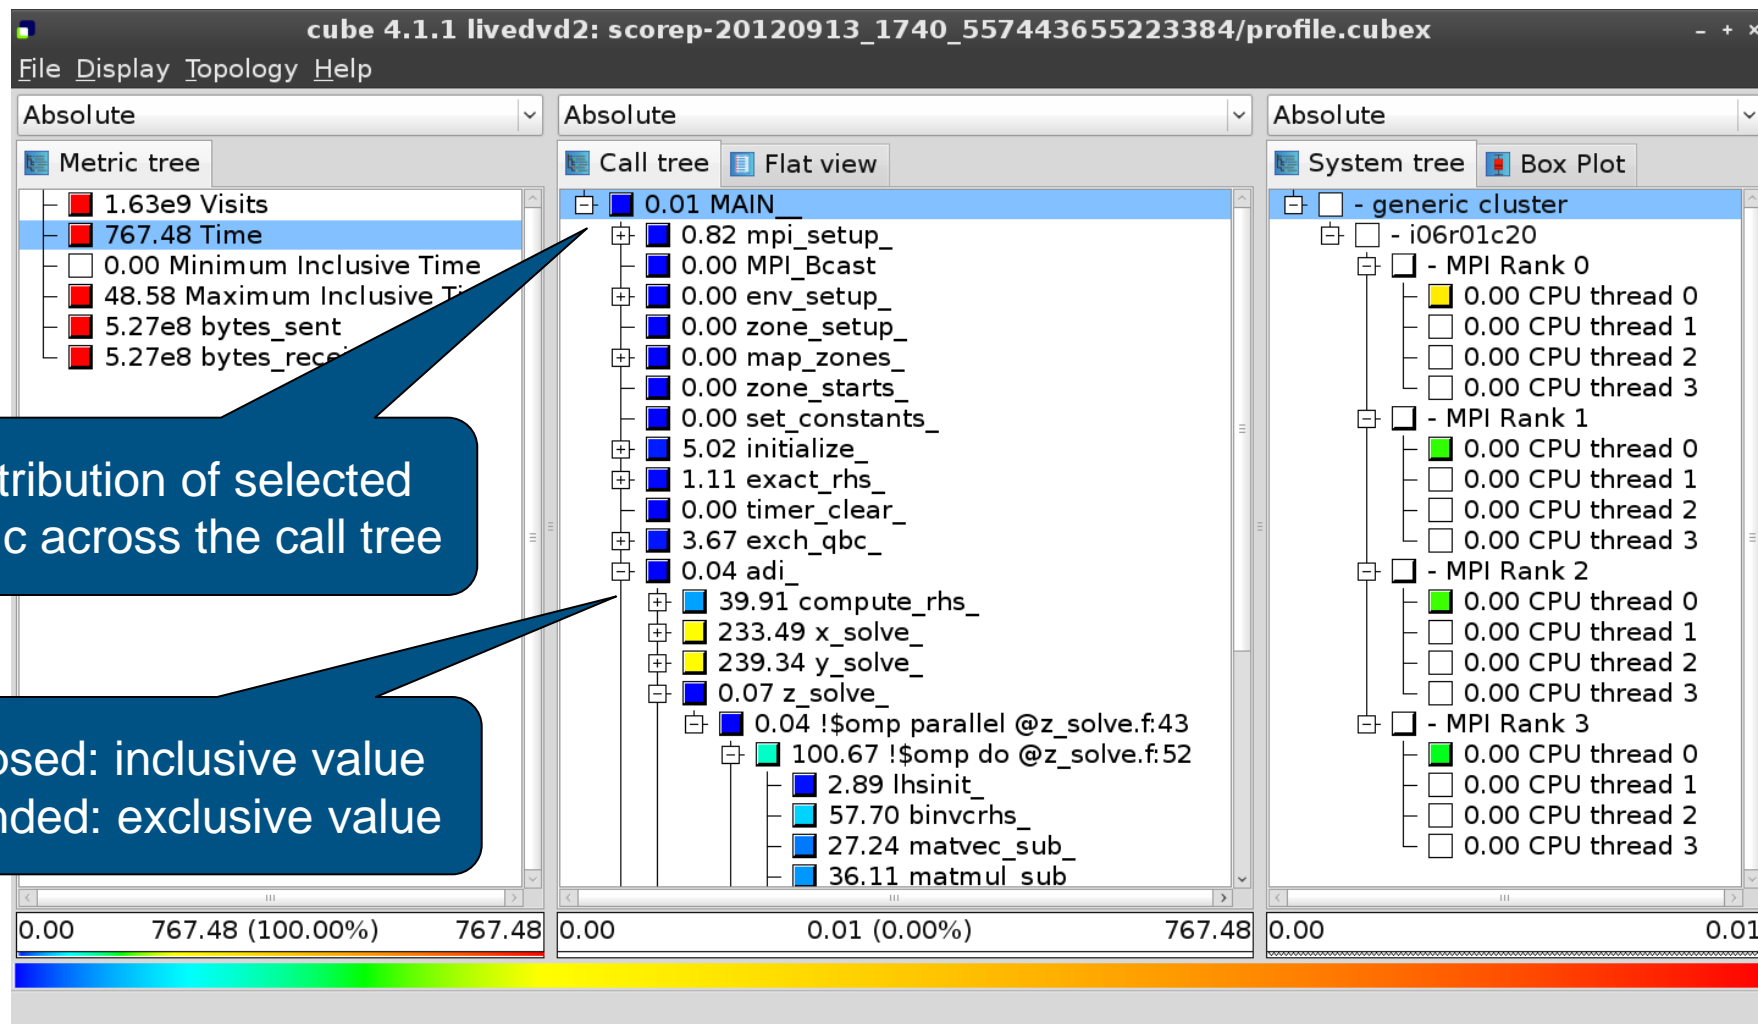 cube 4.1.1 livedvd2: scorep-20120913_1740_557443655223384/profile.cubex
File Display Topology Help
Absolute
Metric tree
1.63e9 Visits
767.48 Time
0.00 Minimum Inclusive Time
48.58 Maximum Inclusive
5.27e8 bytes_sent
5.27e8
tribution of selected
c across the call tree
osed: inclusive value
nded: exclusive value
0.00 767.48 (100.00%) 767.48
Absolute
Call tree Flat view
0.01 MAIN__
0.82 mpi_setup_
0.00 MPI_Bcast
0.00 env_setup_
0.00 zone_setup_
0.00 map_zones_
0.00 zone_starts_
0.00 set_constants_
5.02 initialize_
1.11 exact_rhs_
0.00 timer_clear_
3.67 exch_qbc_
0.04 adi_
39.91 compute_rhs_
233.49 x_solve_
239.34 y_solve_
0.07 z_solve_
0.04 !$omp parallel @z_solve.f:43
100.67 !$omp do @z_solve.f:52
2.89 lhsinit_
57.70 binvcrhs_
27.24 matvec_sub_
36.11 matmul_sub
0.00 0.01 (0.00%) 767.48
Absolute
System tree Box Plot
- generic cluster
- i06r01c20
- MPI Rank 0
0.00 CPU thread 0
0.00 CPU thread 1
0.00 CPU thread 2
0.00 CPU thread 3
- MPI Rank 1
0.00 CPU thread 0
0.00 CPU thread 1
0.00 CPU thread 2
0.00 CPU thread 3
- MPI Rank 2
0.00 CPU thread 0
0.00 CPU thread 1
0.00 CPU thread 2
0.00 CPU thread 3
- MPI Rank 3
0.00 CPU thread 0
0.00 CPU thread 1
0.00 CPU thread 2
0.00 CPU thread 3
0.00 0.01